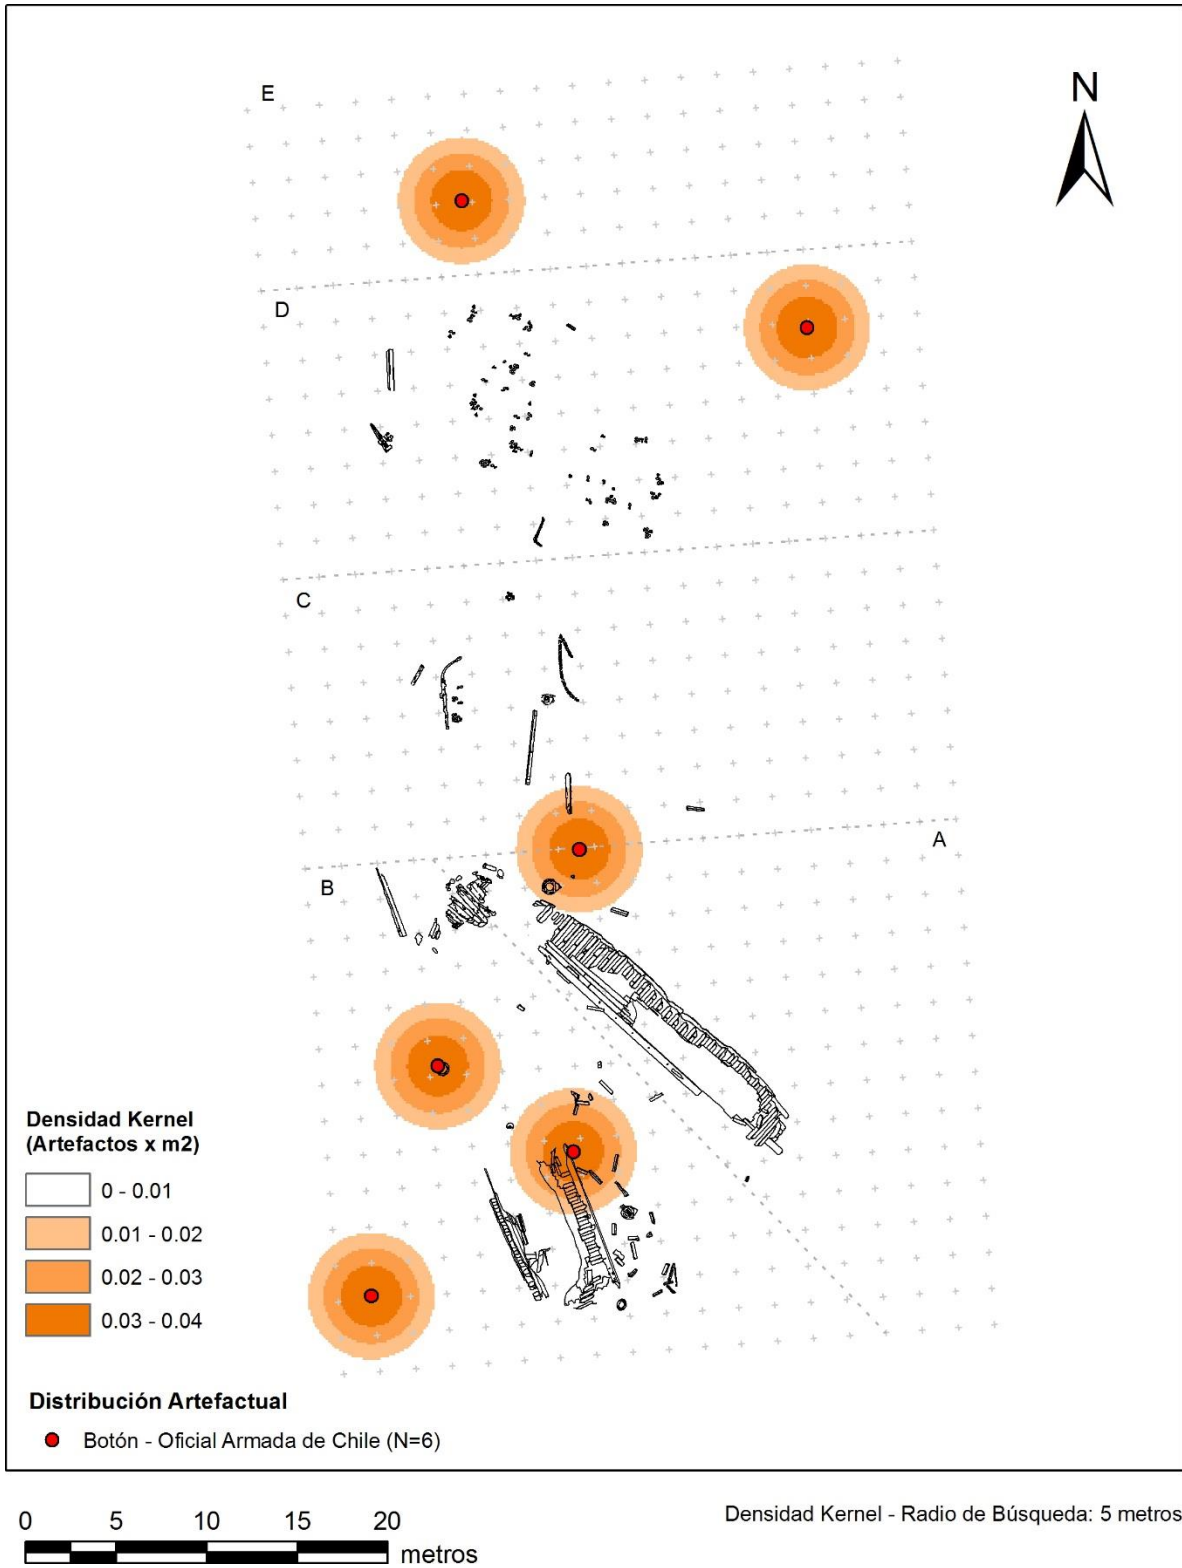 E
N
D
C
A
B
Densidad Kernel
(Artefactos x m2)
0 - 0.01
0.01 - 0.02
0.02 - 0.03
0.03 - 0.04
Distribución Artefactual
Botón - Oficial Armada de Chile (N=6)
0 5 10 15 20
metros
Densidad Kernel - Radio de Búsqueda: 5 metros